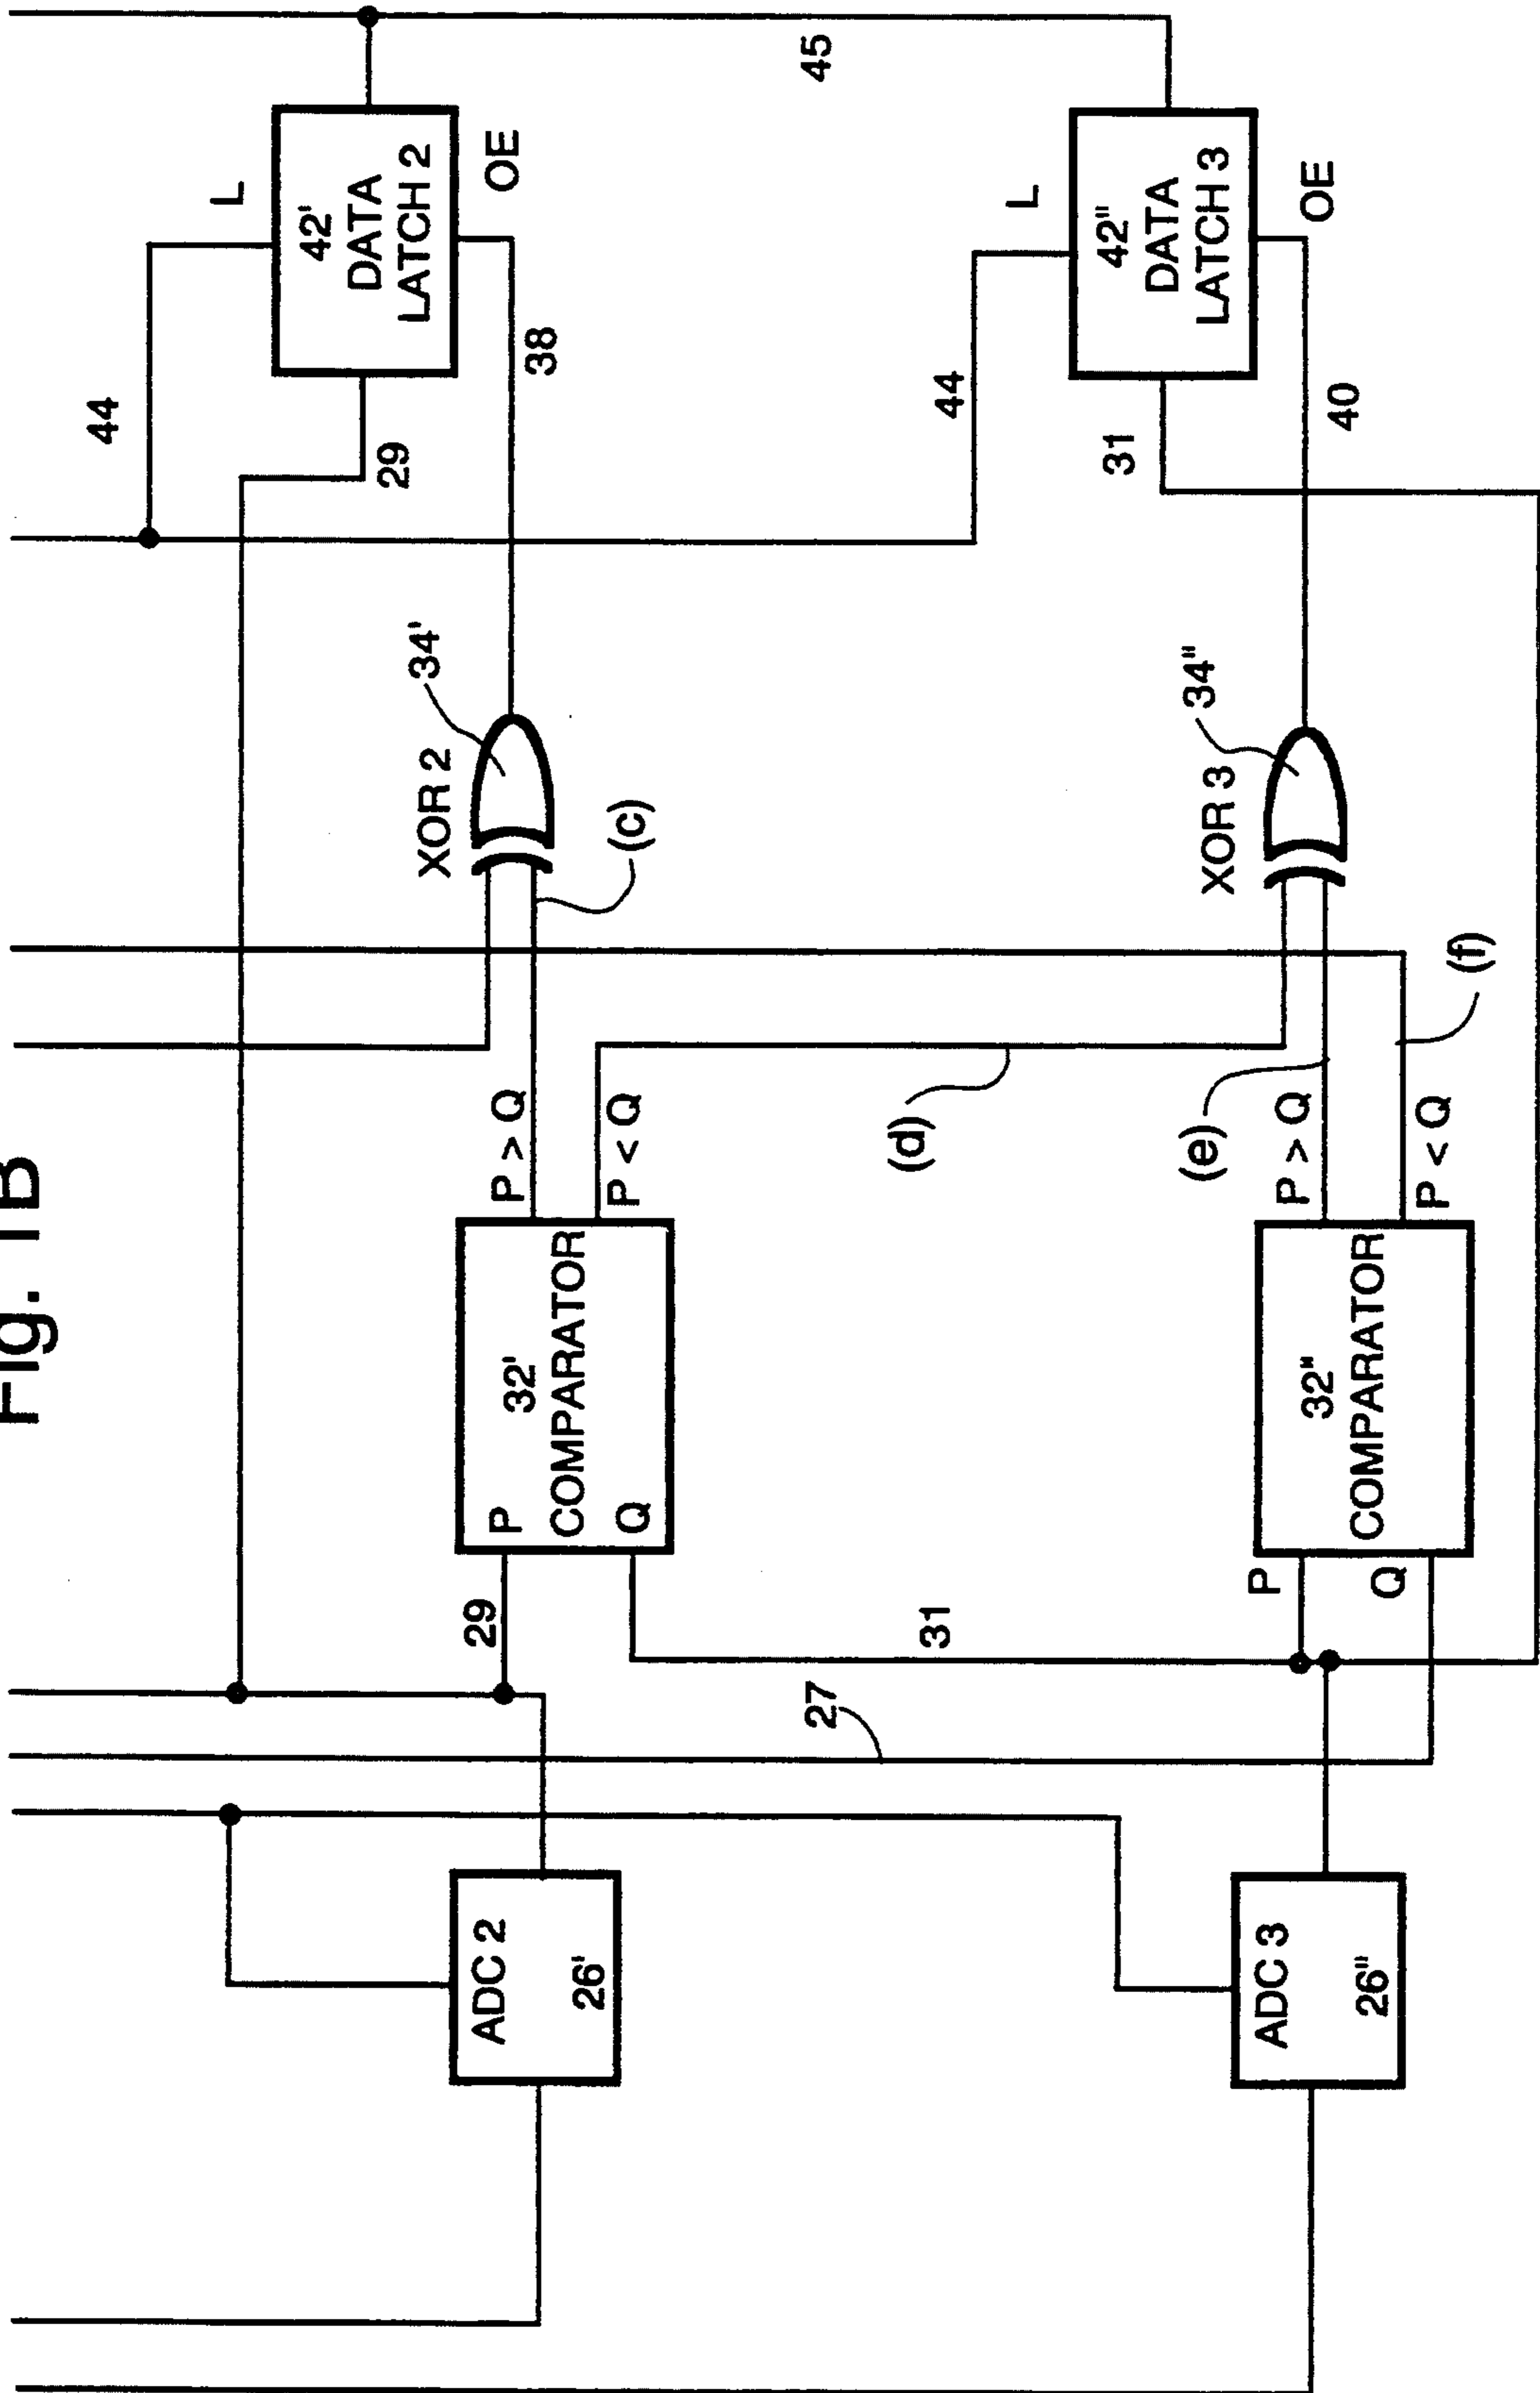 Fig. 1B
44
L
42'
DATA
LATCH 2
OE
29
38
45
XOR 2
34'
(c)
P > Q
P < Q
32'
COMPARATOR
P
Q
29
31
27
(d)
ADC 2
26'
44
L
42"
DATA
LATCH 3
OE
31
40
XOR 3
34"
(e)
(f)
P > Q
P < Q
32"
COMPARATOR
P
Q
ADC 3
26"